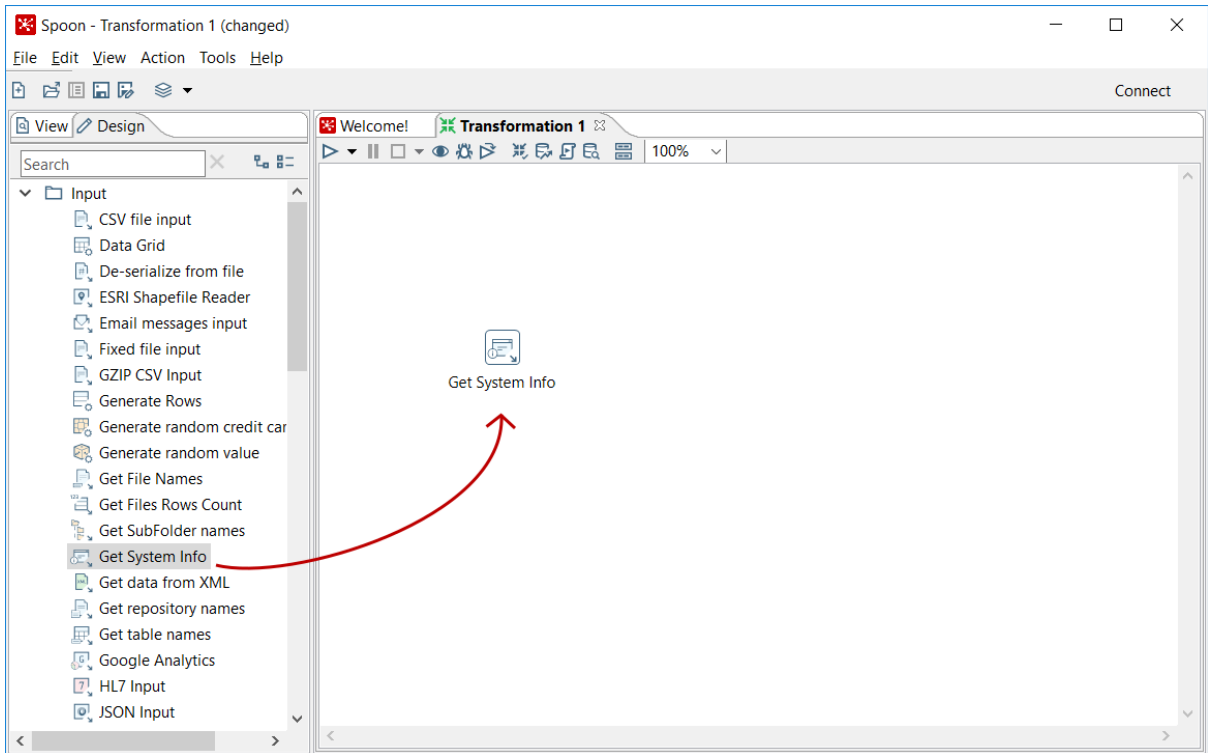 Spoon - Transformation 1 (changed)
File Edit View Action Tools Help
Connect
View Design
Welcome! Transformation 1
Search
100%
Input
CSV file input
Data Grid
De-serialize from file
ESRI Shapefile Reader
Email messages input
Fixed file input
GZIP CSV Input
Generate Rows
Generate random credit car
Generate random value
Get File Names
Get Files Rows Count
Get SubFolder names
Get System Info
Get data from XML
Get repository names
Get table names
Google Analytics
HL7 Input
JSON Input
Get System Info